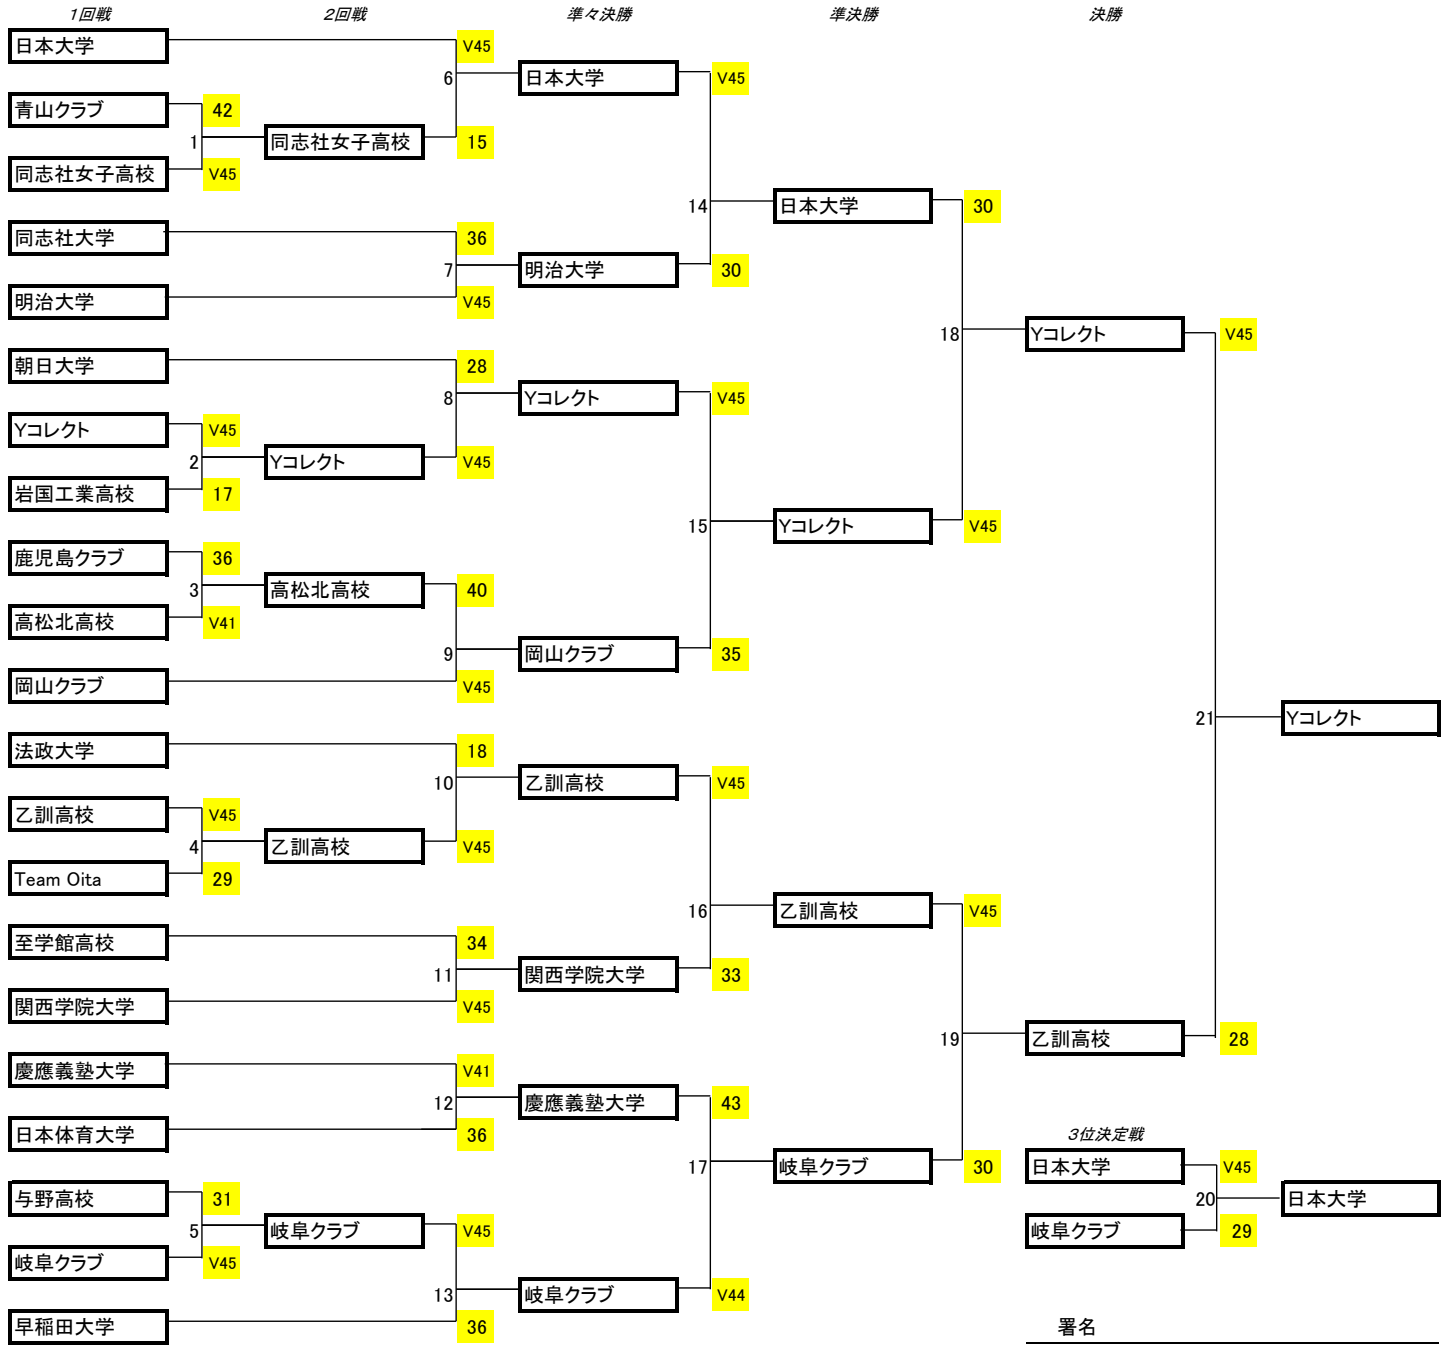 1回戦 2回戦 準々決勝 準決勝 決勝
日本大学 V45
6 日本大学 V45
青山クラブ 42
1 同志社女子高校 15
同志社女子高校 V45
14 日本大学 30
同志社大学 36
7 明治大学 30
明治大学 V45
18 Yコレクト V45
朝日大学 28
8 Yコレクト V45
Yコレクト V45
2 Yコレクト V45
岩国工業高校 17
15 Yコレクト V45
鹿児島クラブ 36
3 高松北高校 40
高松北高校 V41
9 岡山クラブ 35
岡山クラブ V45
21 Yコレクト
法政大学 18
10 乙訓高校 V45
乙訓高校 V45
4 乙訓高校 V45
Team Oita 29
16 乙訓高校 V45
至学館高校 34
11 関西学院大学 33
関西学院大学 V45
19 乙訓高校 28
慶應義塾大学 V41
12 慶應義塾大学 43
日本体育大学 36
3位決定戦
17 岐阜クラブ 30 日本大学 V45
与野高校 31
20 日本大学
5 岐阜クラブ V45 岐阜クラブ 29
岐阜クラブ V45
13 岐阜クラブ V44
早稲田大学 36
署名